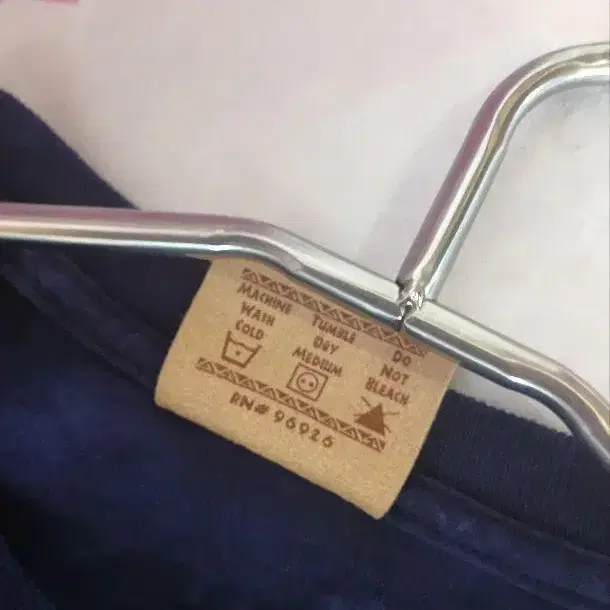 MACHINE
WASH
COLD
TUMBLE
DRY
MEDIUM
DO
NOT
BLEACH
RN# 96926